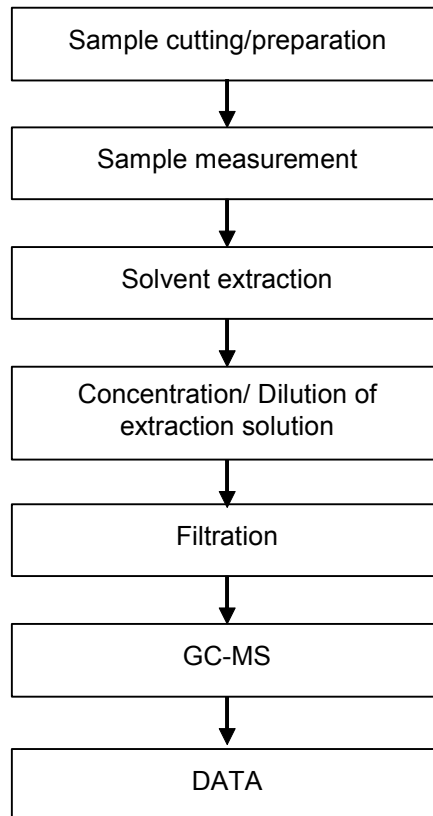 Sample cutting/preparation
Sample measurement
Solvent extraction
Concentration/ Dilution of
extraction solution
Filtration
GC-MS
DATA